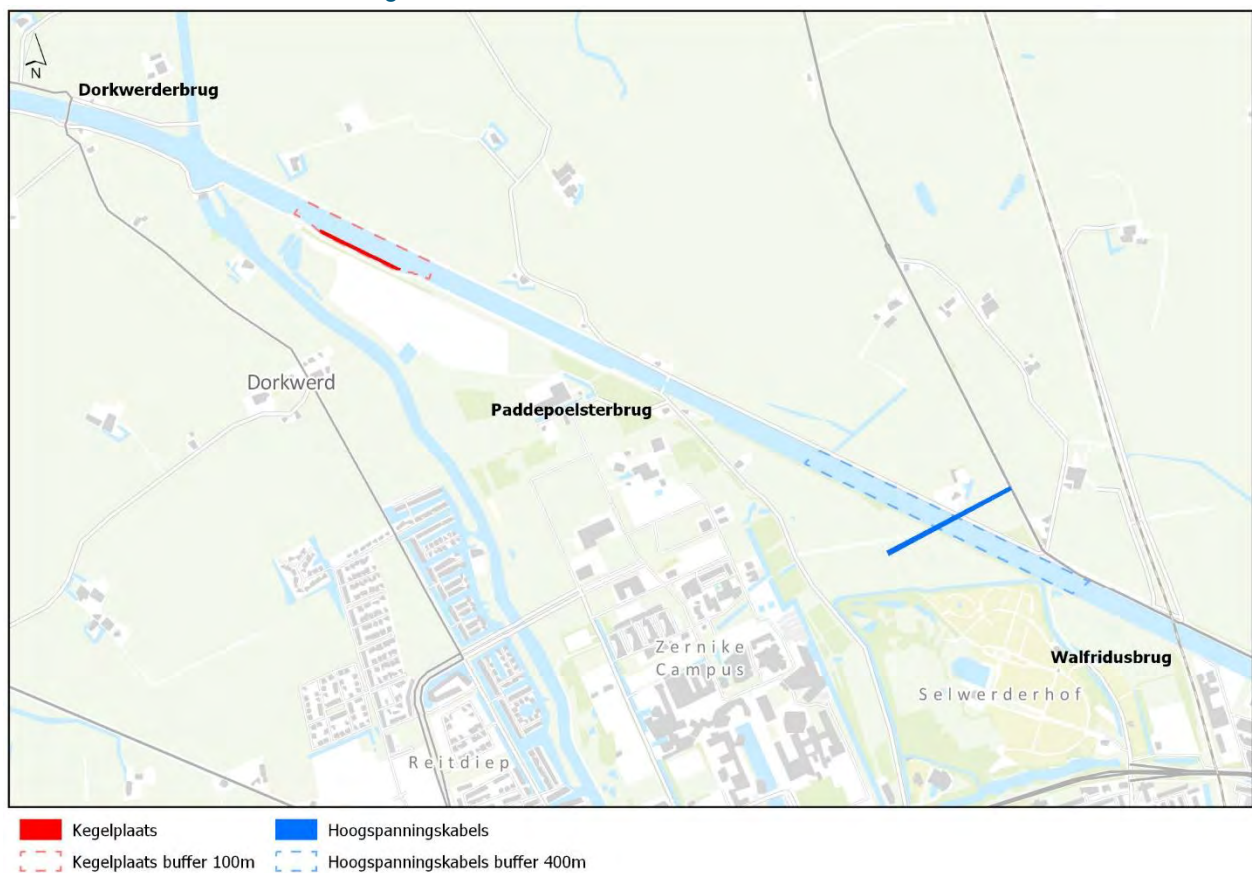 N
Dorkwerderbrug
Dorkwerd
Paddepoelsterbrug
Zernike
Campus
Walfridusbrug
Selwerderhof
Reitdiep
Kegelplaats
Hoogspanningskabels
Kegelplaats buffer 100m
Hoogspanningskabels buffer 400m